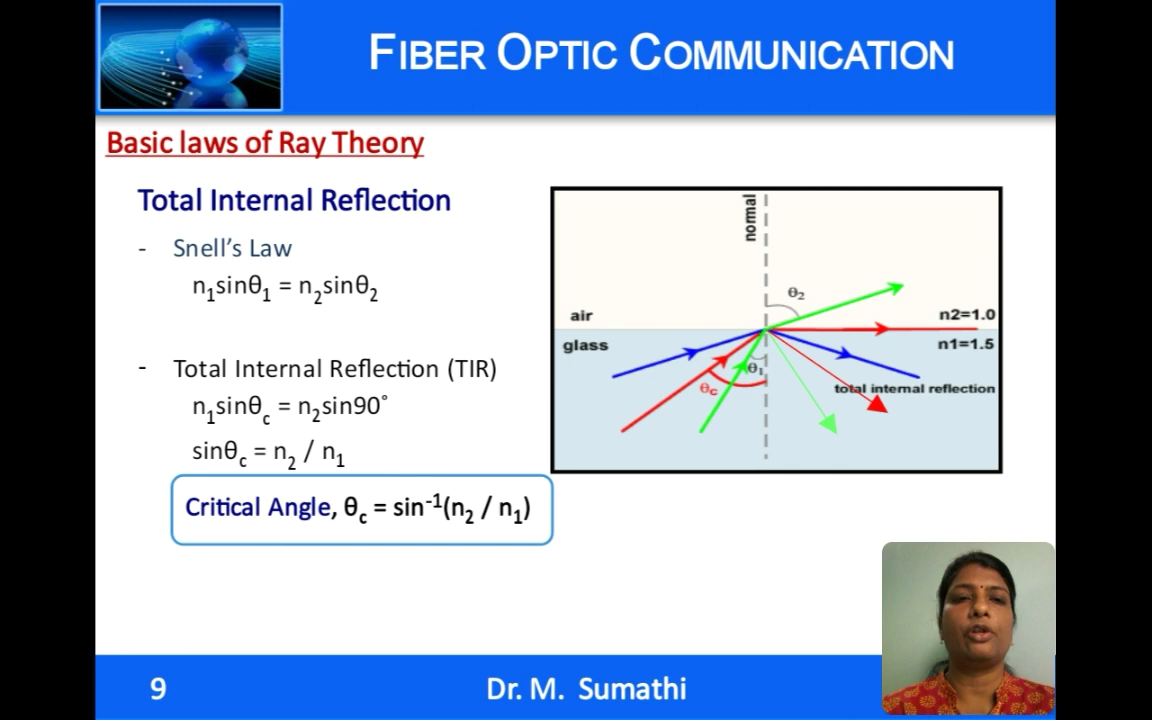 FIBER OPTIC COMMUNICATION
Basic laws of Ray Theory
Total Internal Reflection
- Snell's Law
n₁sinθ₁ = n₂sinθ₂
- Total Internal Reflection (TIR)
n₁sinθc = n₂sin90°
sinθc = n₂ / n₁
Critical Angle, θc = sin⁻¹(n₂ / n₁)
normal
θ₂
air
n2=1.0
glass
n1=1.5
θ₁
θc
total internal reflection
9
Dr. M. Sumathi